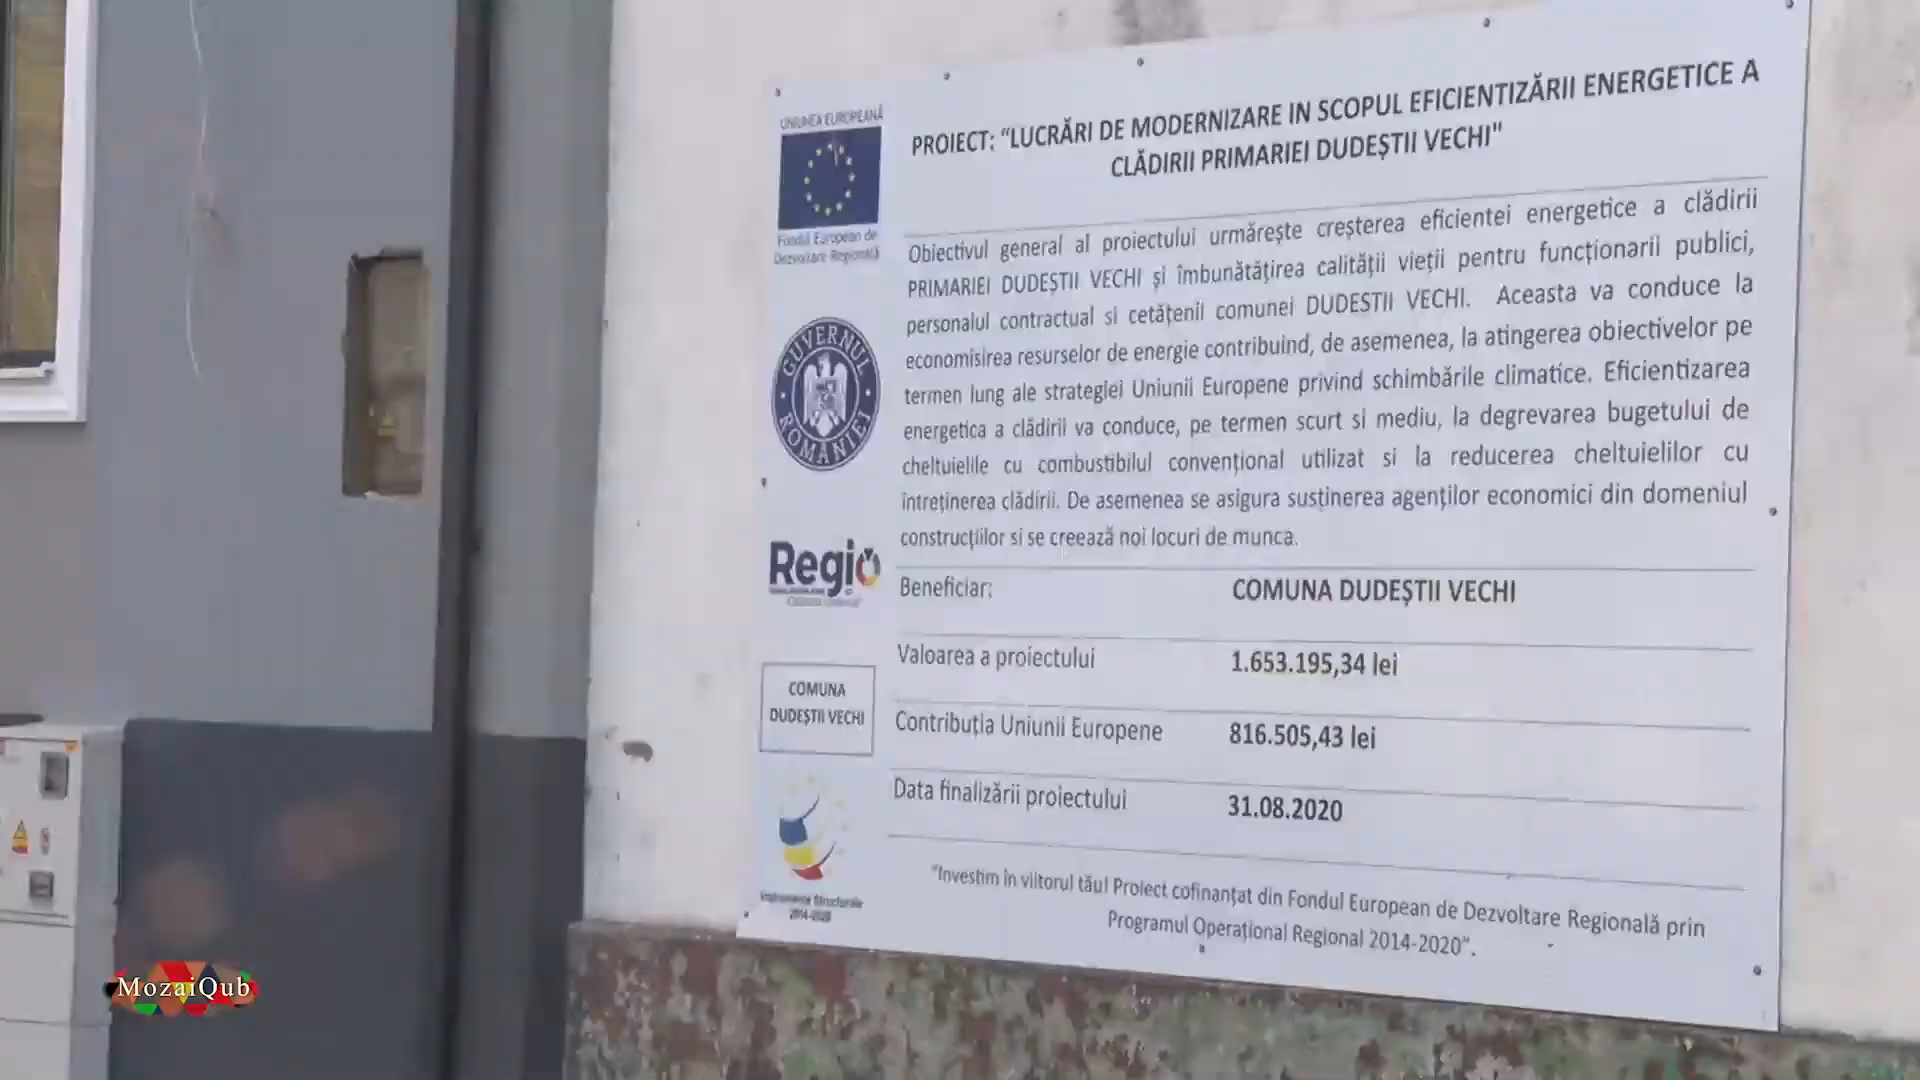 UNIUNEA EUROPEANĂ
Fondul European de
Dezvoltare Regională
GUVERNUL ROMÂNIEI
Regio
COMUNA
DUDEȘTII VECHI
Instrumente Structurale
2014-2020
PROIECT: “LUCRĂRI DE MODERNIZARE IN SCOPUL EFICIENTIZĂRII ENERGETICE A
CLĂDIRII PRIMARIEI DUDEȘTII VECHI"
Obiectivul general al proiectului urmărește creșterea eficientei energetice a clădirii
PRIMARIEI DUDEȘTII VECHI și îmbunătățirea calității vieții pentru funcționarii publici,
personalul contractual si cetățenii comunei DUDESTII VECHI. Aceasta va conduce la
economisirea resurselor de energie contribuind, de asemenea, la atingerea obiectivelor pe
termen lung ale strategiei Uniunii Europene privind schimbările climatice. Eficientizarea
energetica a clădirii va conduce, pe termen scurt si mediu, la degrevarea bugetului de
cheltuielile cu combustibilul convențional utilizat si la reducerea cheltuielilor cu
întreținerea clădirii. De asemenea se asigura susținerea agenților economici din domeniul
construcțiilor si se creează noi locuri de munca.
Beneficiar: COMUNA DUDEȘTII VECHI
Valoarea a proiectului 1.653.195,34 lei
Contribuția Uniunii Europene 816.505,43 lei
Data finalizării proiectului 31.08.2020
"Investim în viitorul tăul Proiect cofinanțat din Fondul European de Dezvoltare Regională prin
Programul Operațional Regional 2014-2020".
MozaiQub